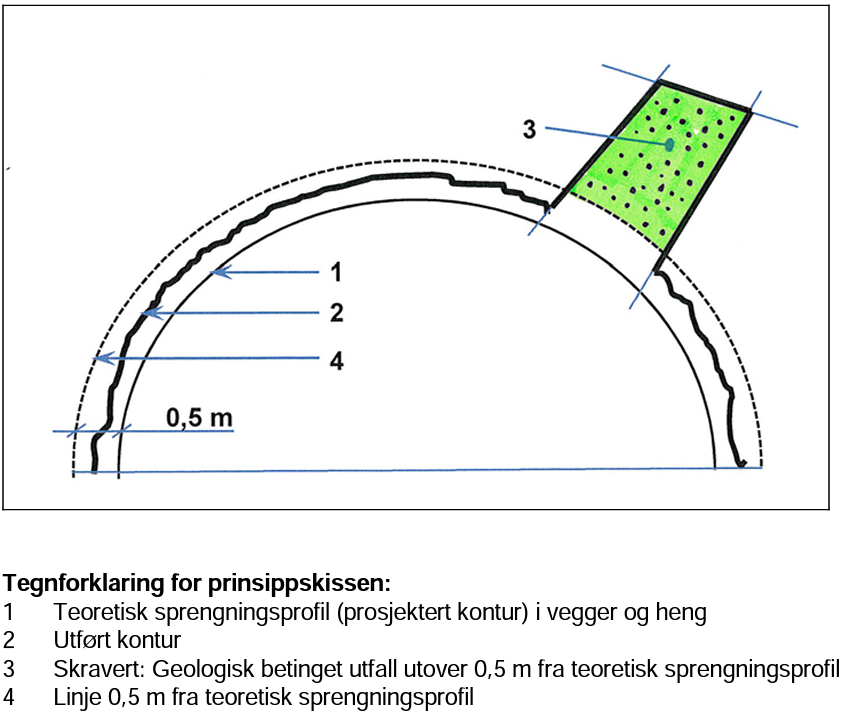 3
1
2
4
0,5 m
Tegnforklaring for prinsippskissen:
1 Teoretisk sprengningsprofil (prosjektert kontur) i vegger og heng
2 Utført kontur
3 Skravert: Geologisk betinget utfall utover 0,5 m fra teoretisk sprengningsprofil
4 Linje 0,5 m fra teoretisk sprengningsprofil